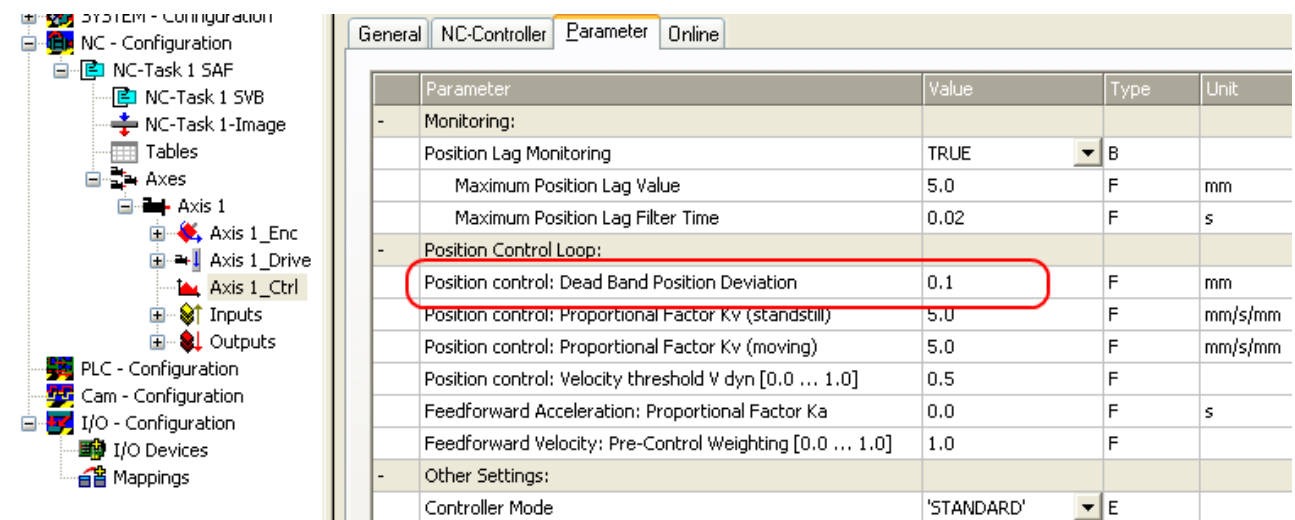 SYSTEM - Configuration
NC - Configuration
NC-Task 1 SAF
NC-Task 1 SVB
NC-Task 1-Image
Tables
Axes
Axis 1
Axis 1_Enc
Axis 1_Drive
Axis 1_Ctrl
Inputs
Outputs
PLC - Configuration
Cam - Configuration
I/O - Configuration
I/O Devices
Mappings
General NC-Controller Parameter Online
Parameter Value Type Unit
- Monitoring:
Position Lag Monitoring TRUE B
Maximum Position Lag Value 5.0 F mm
Maximum Position Lag Filter Time 0.02 F s
- Position Control Loop:
Position control: Dead Band Position Deviation 0.1 F mm
Position control: Proportional Factor Kv (standstill) 5.0 F mm/s/mm
Position control: Proportional Factor Kv (moving) 5.0 F mm/s/mm
Position control: Velocity threshold V dyn [0.0 ... 1.0] 0.5 F
Feedforward Acceleration: Proportional Factor Ka 0.0 F s
Feedforward Velocity: Pre-Control Weighting [0.0 ... 1.0] 1.0 F
- Other Settings:
Controller Mode 'STANDARD' E